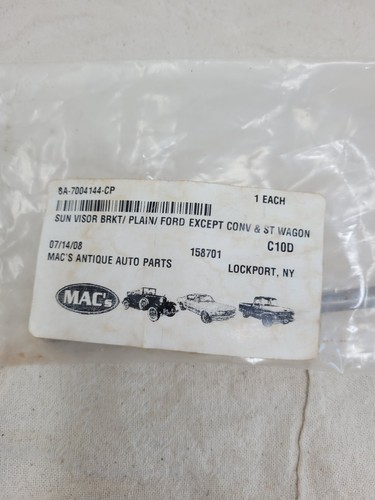 8A-7004144-CP 1 EACH
SUN VISOR BRKT/ PLAIN/ FORD EXCEPT CONV & ST WAGON
07/14/08 158701 C10D
MAC'S ANTIQUE AUTO PARTS LOCKPORT, NY
MAC's